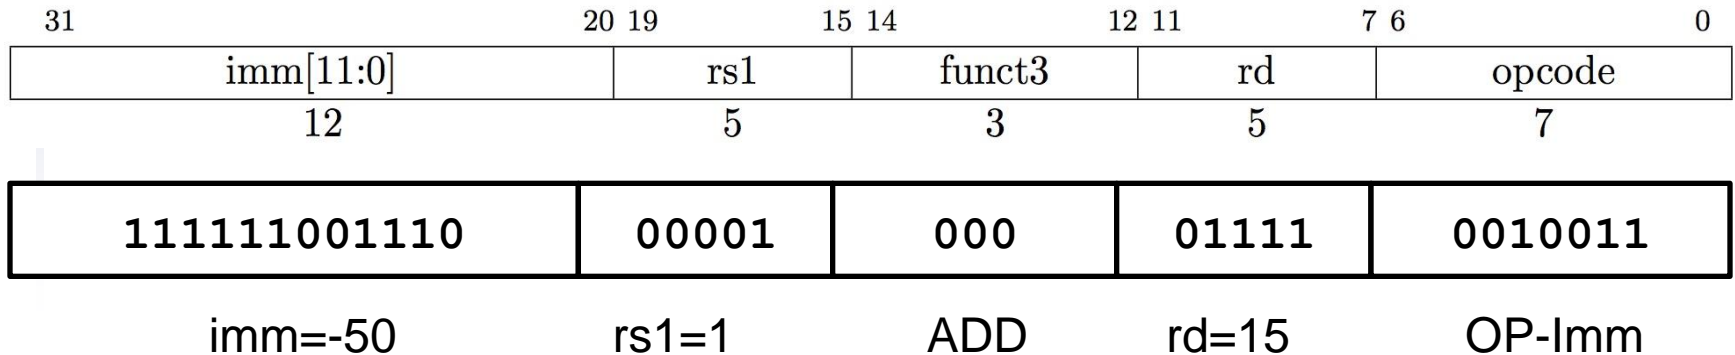 31 20 19 15 14 12 11 7 6 0
imm[11:0] rs1 funct3 rd opcode
12 5 3 5 7
111111001110 00001 000 01111 0010011
imm=-50 rs1=1 ADD rd=15 OP-Imm